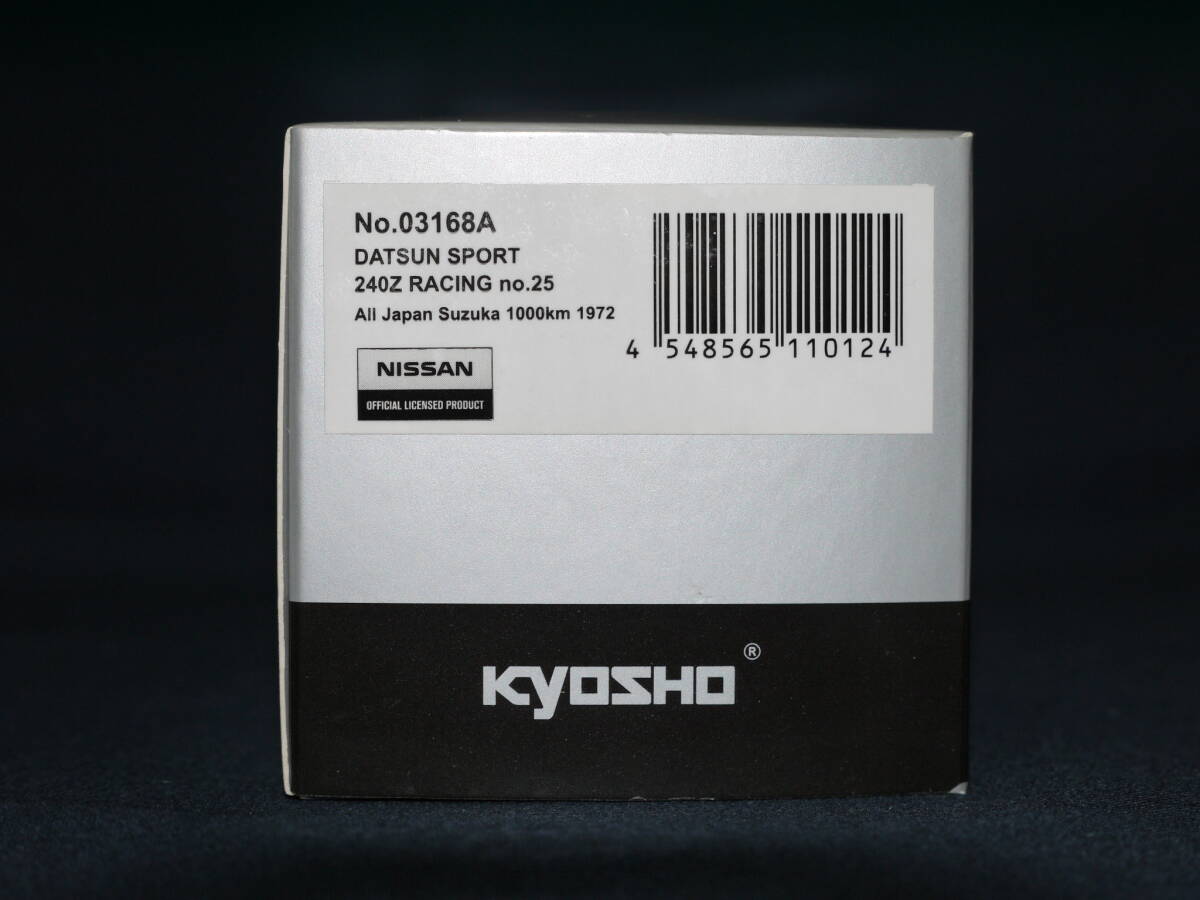 No.03168A
DATSUN SPORT
240Z RACING no.25
All Japan Suzuka 1000km 1972
4 548565 110124
NISSAN
OFFICIAL LICENSED PRODUCT
KYOSHO®